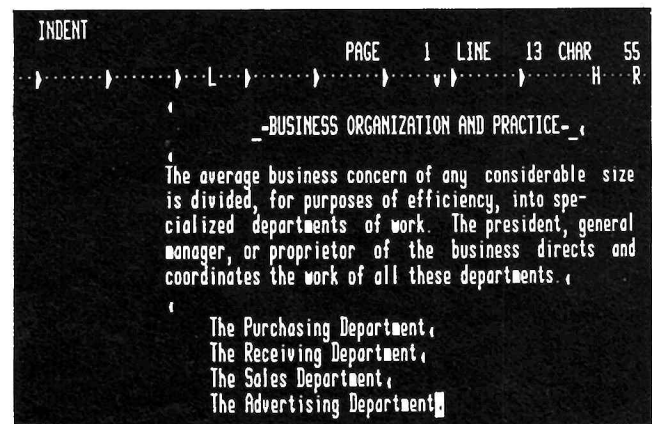 INDENT
PAGE 1 LINE 13 CHAR 55
L v H R
_-BUSINESS ORGANIZATION AND PRACTICE-_
The average business concern of any considerable size
is divided, for purposes of efficiency, into spe-
cialized departments of work. The president, general
manager, or proprietor of the business directs and
coordinates the work of all these departments.
The Purchasing Department
The Receiving Department
The Sales Department
The Advertising Department